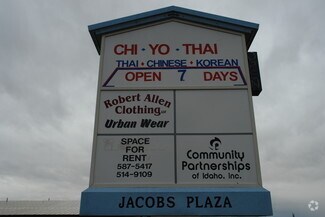 CHI · YO · THAI
THAI · CHINESE · KOREAN
OPEN 7 DAYS
Robert Allen
Clothing
Urban Wear
SPACE
FOR
RENT
587-5417
514-9109
Community
Partnerships
of Idaho, Inc.
JACOBS PLAZA